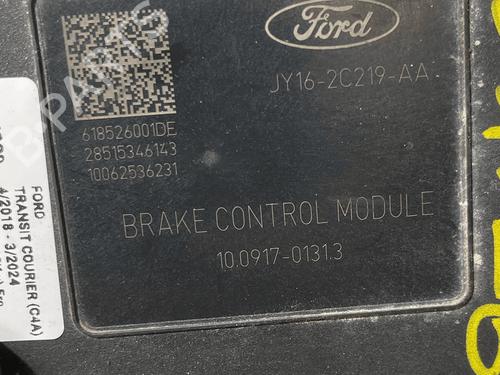 Ford
JY16-2C219-AA
618526001DE
28515346143
10062536231
BRAKE CONTROL MODULE
10.0917-0131.3
FORD
TRANSIT COURIER (C4A)
4/2018 - 3/2024
B-PARTS